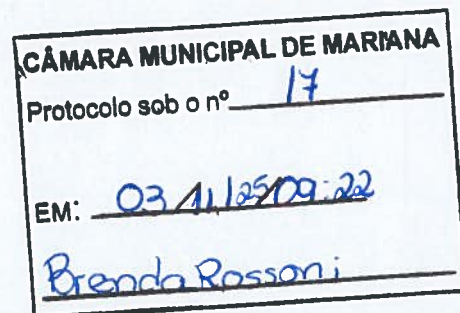 CÂMARA MUNICIPAL DE MARIANA
Protocolo sob o nº 17
EM: 03/11/25/09:22
Brenda Rossoni